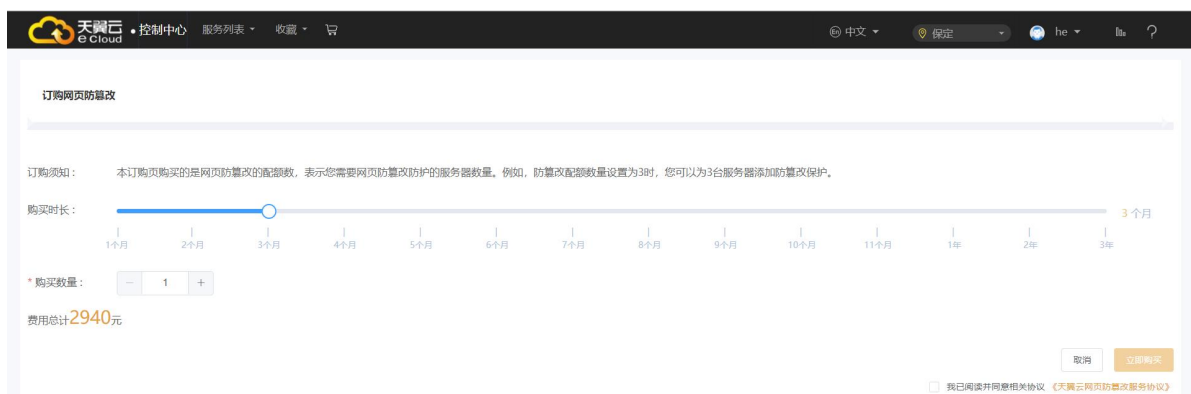 天翼云 • 控制中心 服务列表 收藏 En 中文 保定 he ?
e Cloud
订购网页防篡改
订购须知： 本订购页购买的是网页防篡改的配额数，表示您需要网页防篡改防护的服务器数量。例如，防篡改配额数量设置为3时，您可以为3台服务器添加防篡改保护。
购买时长： 3 个月
1个月 2个月 3个月 4个月 5个月 6个月 7个月 8个月 9个月 10个月 11个月 1年 2年 3年
* 购买数量： － 1 +
费用总计2940元
取消 立即购买
我已阅读并同意相关协议 《天翼云网页防篡改服务协议》